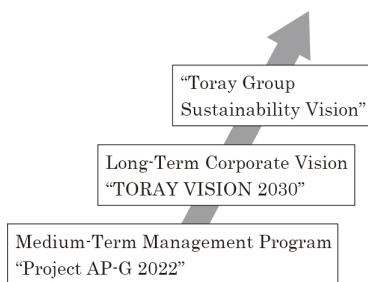 “Toray Group
Sustainability Vision”
Long-Term Corporate Vision
“TORAY VISION 2030”
Medium-Term Management Program
“Project AP-G 2022”